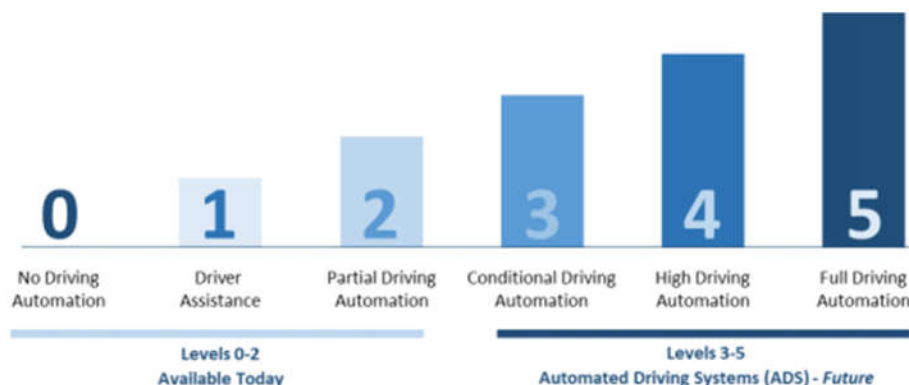 0 1 2 3 4 5
No Driving Automation
Driver Assistance
Partial Driving Automation
Conditional Driving Automation
High Driving Automation
Full Driving Automation
Levels 0-2
Available Today
Levels 3-5
Automated Driving Systems (ADS) - Future